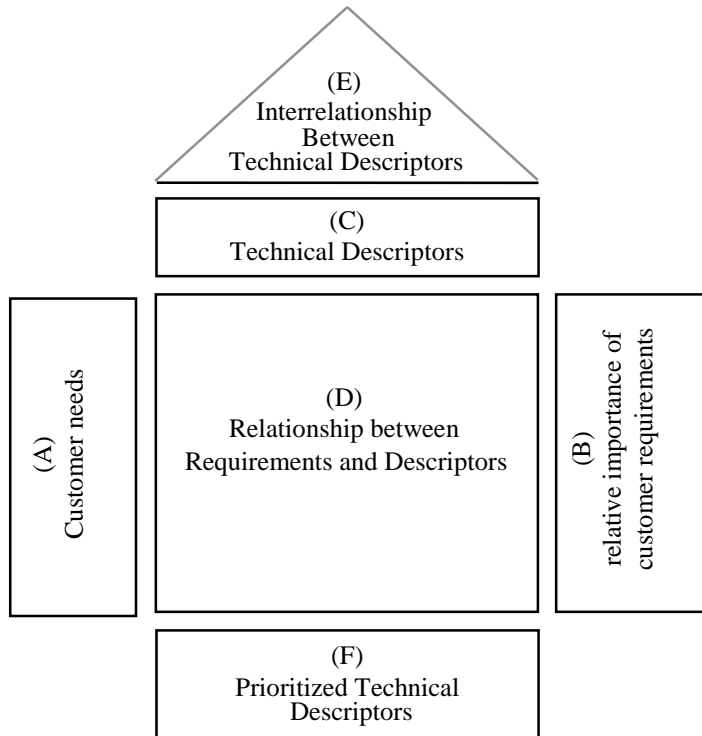 (E)
Interrelationship
Between
Technical Descriptors
(C)
Technical Descriptors
(A)
Customer needs
(D)
Relationship between
Requirements and Descriptors
(B)
relative importance of
customer requirements
(F)
Prioritized Technical
Descriptors